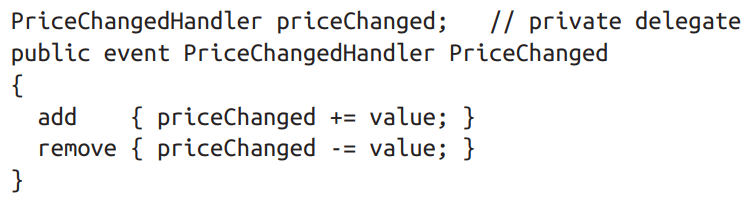 PriceChangedHandler priceChanged;   // private delegate
public event PriceChangedHandler PriceChanged
{
  add    { priceChanged += value; }
  remove { priceChanged -= value; }
}